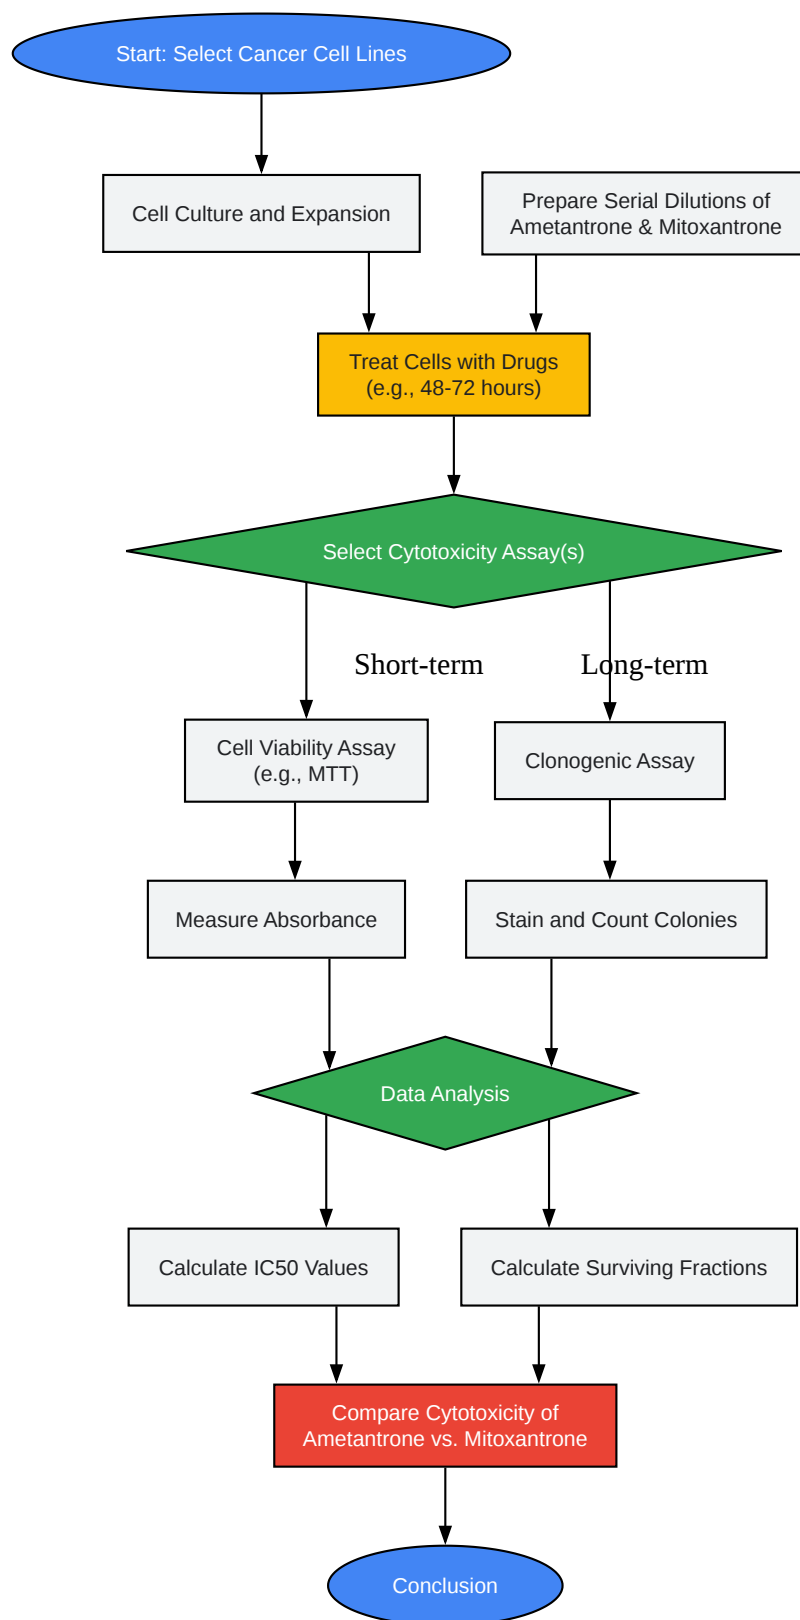 Start: Select Cancer Cell Lines
Cell Culture and Expansion
Prepare Serial Dilutions of
Ametantrone & Mitoxantrone
Treat Cells with Drugs
(e.g., 48-72 hours)
Select Cytotoxicity Assay(s)
Short-term
Long-term
Cell Viability Assay
(e.g., MTT)
Clonogenic Assay
Measure Absorbance
Stain and Count Colonies
Data Analysis
Calculate IC50 Values
Calculate Surviving Fractions
Compare Cytotoxicity of
Ametantrone vs. Mitoxantrone
Conclusion